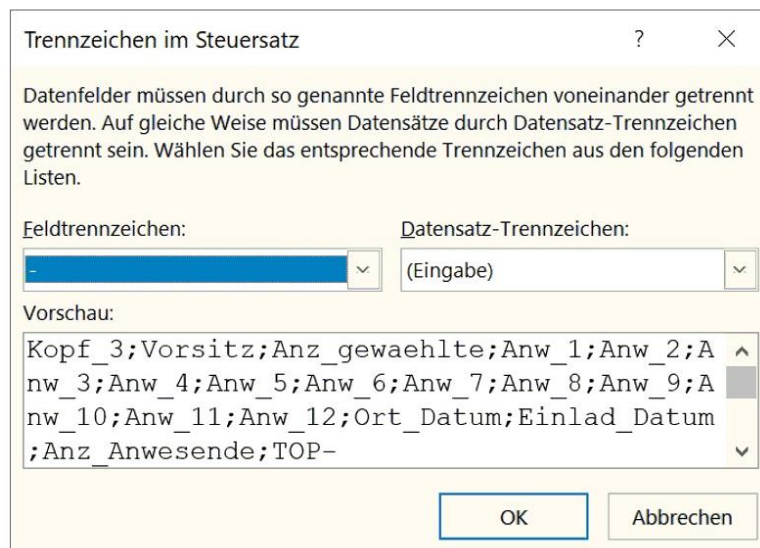 Trennzeichen im Steuersatz ? ×
Datenfelder müssen durch so genannte Feldtrennzeichen voneinander getrennt
werden. Auf gleiche Weise müssen Datensätze durch Datensatz-Trennzeichen
getrennt sein. Wählen Sie das entsprechende Trennzeichen aus den folgenden
Listen.
Feldtrennzeichen: Datensatz-Trennzeichen:
- (Eingabe)
Vorschau:
Kopf_3;Vorsitz;Anz_gewaehlte;Anw_1;Anw_2;A
nw_3;Anw_4;Anw_5;Anw_6;Anw_7;Anw_8;Anw_9;A
nw_10;Anw_11;Anw_12;Ort_Datum;Einlad_Datum
;Anz_Anwesende;TOP-
OK Abbrechen